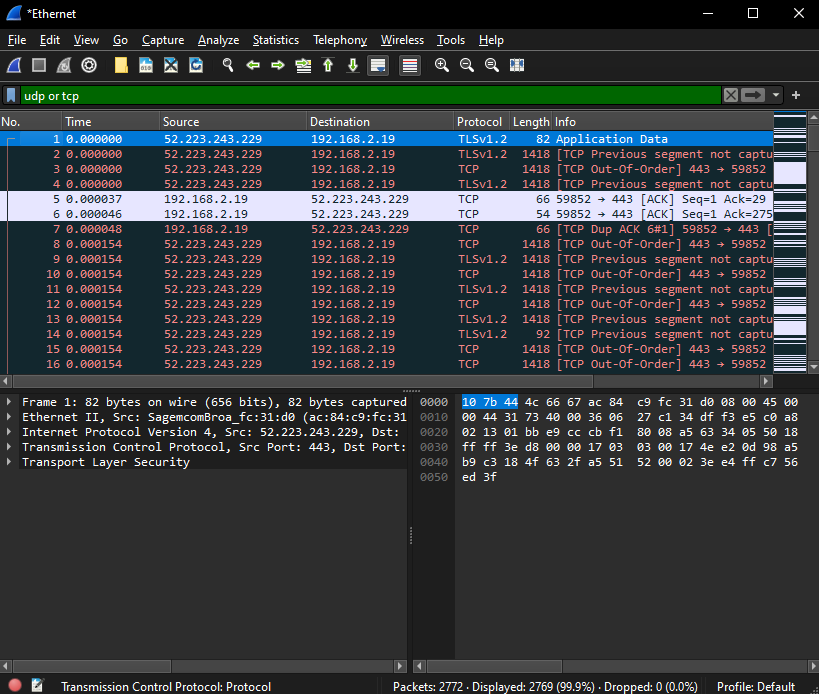 *Ethernet
File Edit View Go Capture Analyze Statistics Telephony Wireless Tools Help
udp or tcp
No. Time Source Destination Protocol Length Info
1 0.000000 52.223.243.229 192.168.2.19 TLSv1.2 82 Application Data
2 0.000000 52.223.243.229 192.168.2.19 TLSv1.2 1418 [TCP Previous segment not captu
3 0.000000 52.223.243.229 192.168.2.19 TCP 1418 [TCP Out-Of-Order] 443 → 59852
4 0.000000 52.223.243.229 192.168.2.19 TLSv1.2 1418 [TCP Previous segment not captu
5 0.000037 192.168.2.19 52.223.243.229 TCP 66 59852 → 443 [ACK] Seq=1 Ack=29
6 0.000046 192.168.2.19 52.223.243.229 TCP 54 59852 → 443 [ACK] Seq=1 Ack=275
7 0.000048 192.168.2.19 52.223.243.229 TCP 66 [TCP Dup ACK 6#1] 59852 → 443 [
8 0.000154 52.223.243.229 192.168.2.19 TCP 1418 [TCP Out-Of-Order] 443 → 59852
9 0.000154 52.223.243.229 192.168.2.19 TLSv1.2 1418 [TCP Previous segment not captu
10 0.000154 52.223.243.229 192.168.2.19 TCP 1418 [TCP Out-Of-Order] 443 → 59852
11 0.000154 52.223.243.229 192.168.2.19 TLSv1.2 1418 [TCP Previous segment not captu
12 0.000154 52.223.243.229 192.168.2.19 TCP 1418 [TCP Out-Of-Order] 443 → 59852
13 0.000154 52.223.243.229 192.168.2.19 TLSv1.2 1418 [TCP Previous segment not captu
14 0.000154 52.223.243.229 192.168.2.19 TLSv1.2 92 [TCP Previous segment not captu
15 0.000154 52.223.243.229 192.168.2.19 TCP 1418 [TCP Out-Of-Order] 443 → 59852
16 0.000154 52.223.243.229 192.168.2.19 TCP 1418 [TCP Out-Of-Order] 443 → 59852
Frame 1: 82 bytes on wire (656 bits), 82 bytes captured
Ethernet II, Src: SagemcomBroa_fc:31:d0 (ac:84:c9:fc:31
Internet Protocol Version 4, Src: 52.223.243.229, Dst:
Transmission Control Protocol, Src Port: 443, Dst Port:
Transport Layer Security
0000 10 7b 44 4c 66 67 ac 84 c9 fc 31 d0 08 00 45 00
0010 00 44 31 73 40 00 36 06 27 c1 34 df f3 e5 c0 a8
0020 02 13 01 bb e9 cc cb f1 80 08 a5 63 34 05 50 18
0030 ff ff 3e d8 00 00 17 03 03 00 17 4e e2 0d 98 a5
0040 b9 c3 18 4f 63 2f a5 51 52 00 02 3e e4 ff c7 56
0050 ed 3f
Transmission Control Protocol: Protocol Packets: 2772 · Displayed: 2769 (99.9%) · Dropped: 0 (0.0%) Profile: Default